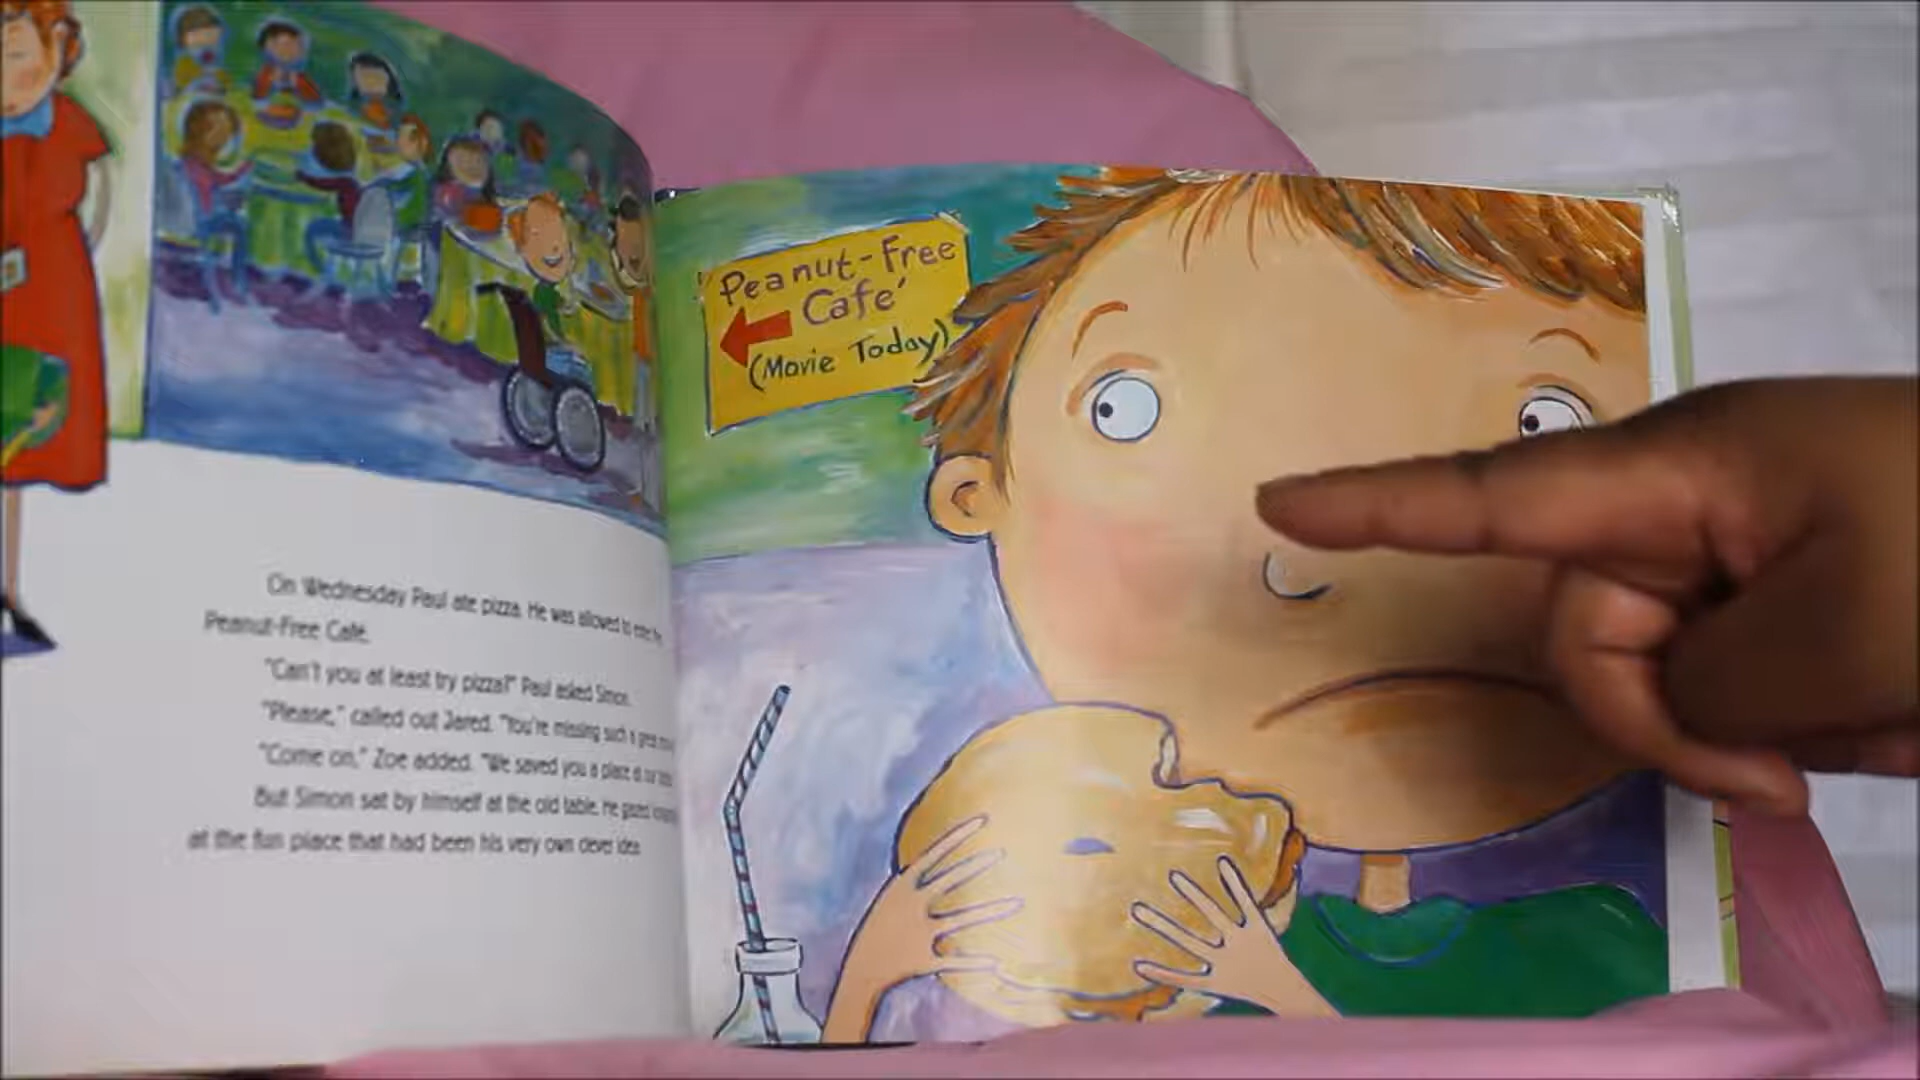 On Wednesday Paul ate pizza. He was allowed to enter the
Peanut-Free Café.
"Can't you at least try pizza?" Paul asked Simon.
"Please," called out Jared. "You're missing such a great
"Come on," Zoe added. "We saved you a place at our table
But Simon sat by himself at the old table. He gazed
at the fun place that had been his very own clever idea.
Peanut-Free
Café
(Movie Today)